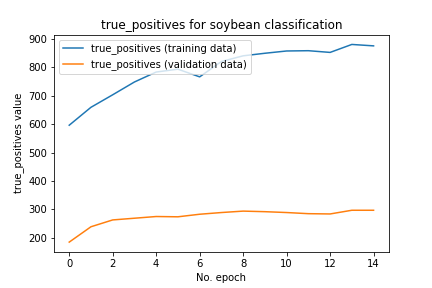 true_positives for soybean classification
true_positives (training data)
true_positives (validation data)
true_positives value
900
800
700
600
500
400
300
200
0 2 4 6 8 10 12 14
No. epoch